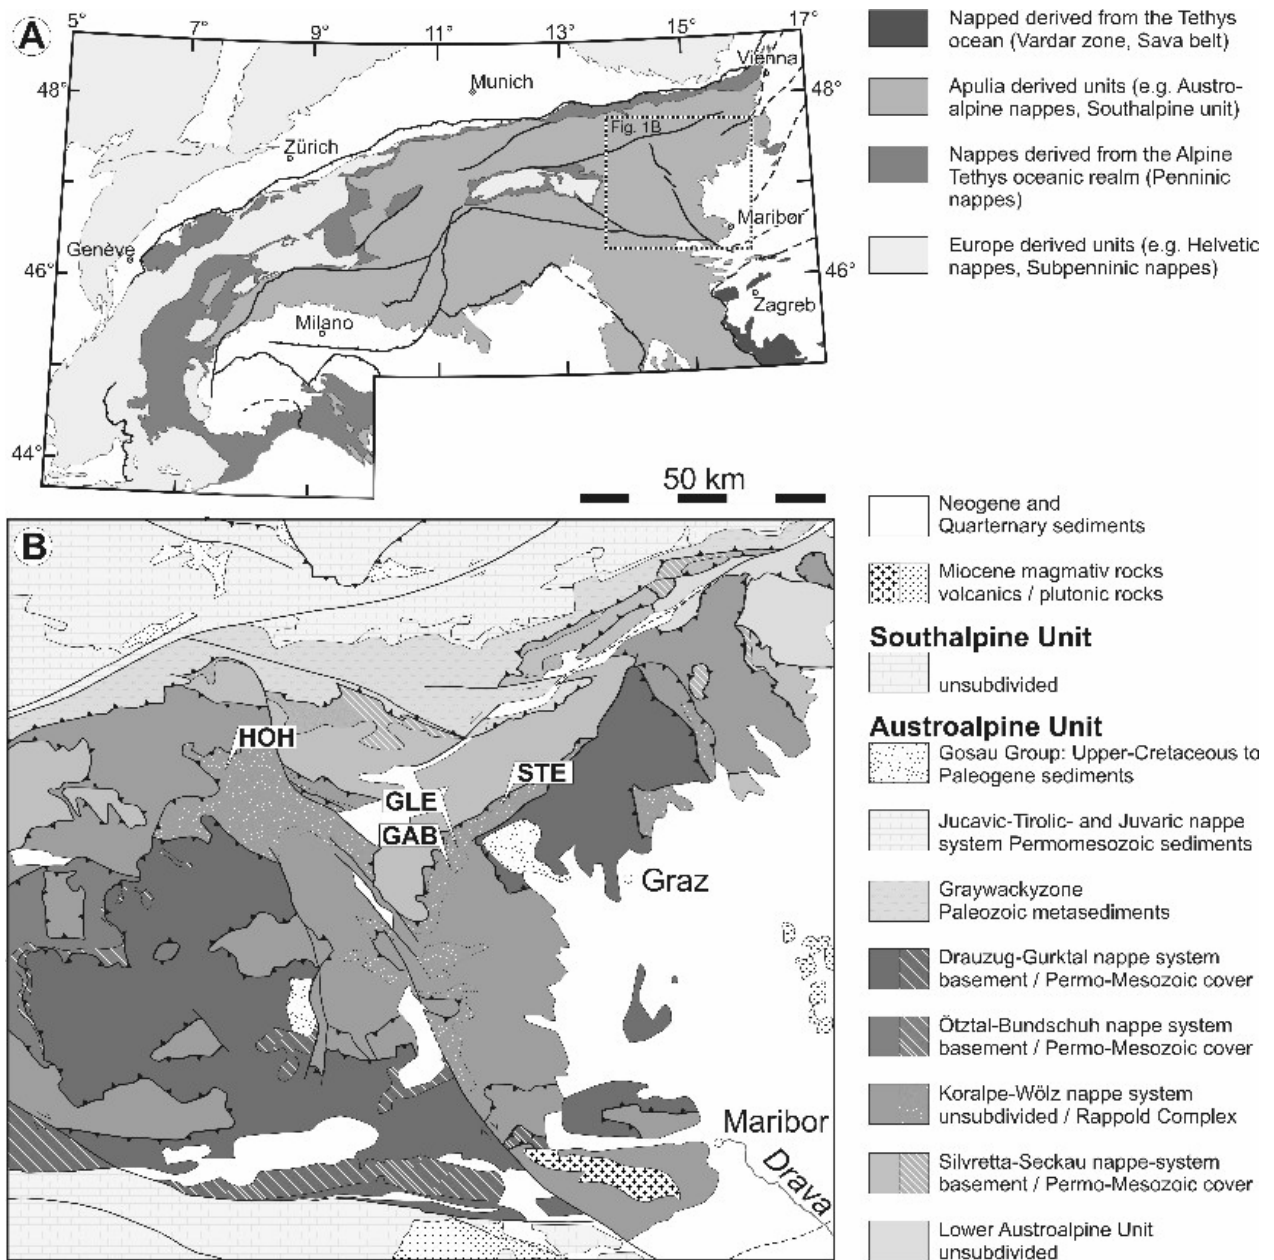 A
5°
7°
9°
11°
13°
15°
17°
48°
48°
46°
46°
44°
Munich
Vienna
Fig. 1B
Zürich
Genève
Maribor
Milano
Zagreb
Napped derived from the Tethys
ocean (Vardar zone, Sava belt)
Apulia derived units (e.g. Austro-
alpine nappes, Southalpine unit)
Nappes derived from the Alpine
Tethys oceanic realm (Penninic
nappes)
Europe derived units (e.g. Helvetic
nappes, Subpenninic nappes)
50 km
B
HOH
STE
GLE
GAB
Graz
Maribor
Drava
Neogene and
Quarternary sediments
Miocene magmativ rocks
volcanics / plutonic rocks
Southalpine Unit
unsubdivided
Austroalpine Unit
Gosau Group: Upper-Cretaceous to
Paleogene sediments
Jucavic-Tirolic- and Juvaric nappe
system Permomesozoic sediments
Graywackyzone
Paleozoic metasediments
Drauzug-Gurktal nappe system
basement / Permo-Mesozoic cover
Ötztal-Bundschuh nappe system
basement / Permo-Mesozoic cover
Koralpe-Wölz nappe system
unsubdivided / Rappold Complex
Silvretta-Seckau nappe-system
basement / Permo-Mesozoic cover
Lower Austroalpine Unit
unsubdivided